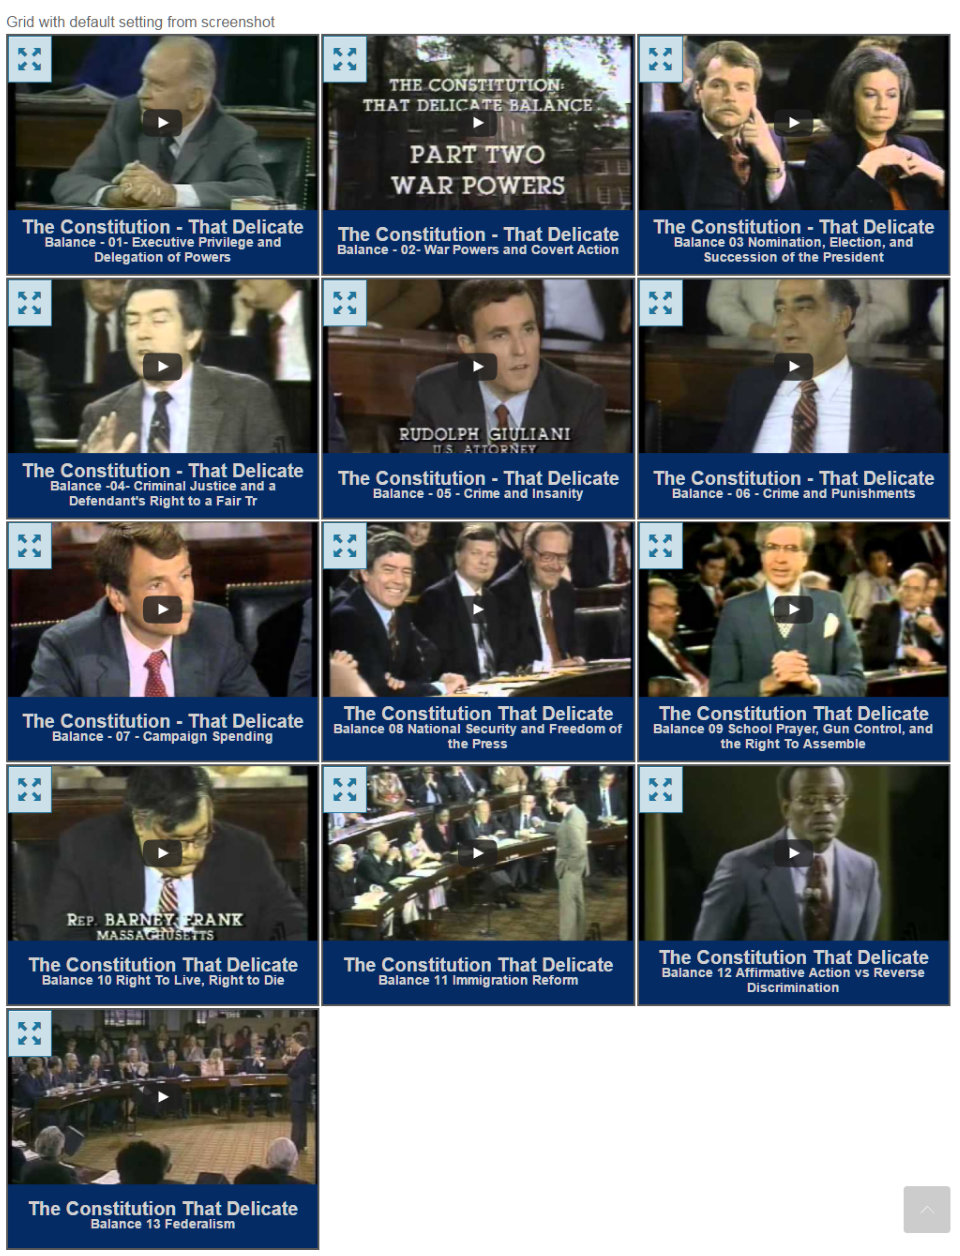 Grid with default setting from screenshot
THE CONSTITUTION:
THAT DELICATE BALANCE
PART TWO
WAR POWERS
The Constitution - That Delicate
Balance - 01- Executive Privilege and
Delegation of Powers
The Constitution - That Delicate
Balance - 02- War Powers and Covert Action
The Constitution - That Delicate
Balance 03 Nomination, Election, and
Succession of the President
RUDOLPH GIULIANI
U.S. ATTORNEY
The Constitution - That Delicate
Balance -04- Criminal Justice and a
Defendant's Right to a Fair Tr
The Constitution - That Delicate
Balance - 05 - Crime and Insanity
The Constitution - That Delicate
Balance - 06 - Crime and Punishments
The Constitution - That Delicate
Balance - 07 - Campaign Spending
The Constitution That Delicate
Balance 08 National Security and Freedom of
the Press
The Constitution That Delicate
Balance 09 School Prayer, Gun Control, and
the Right To Assemble
REP. BARNEY FRANK
MASSACHUSETTS
The Constitution That Delicate
Balance 10 Right To Live, Right to Die
The Constitution That Delicate
Balance 11 Immigration Reform
The Constitution That Delicate
Balance 12 Affirmative Action vs Reverse
Discrimination
The Constitution That Delicate
Balance 13 Federalism